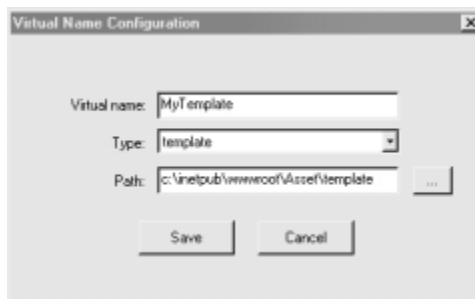 Virtual Name Configuration
Virtual name: MyTemplate
Type: template
Path: c:\inetpub\wwwroot\Asset\template ...
Save Cancel